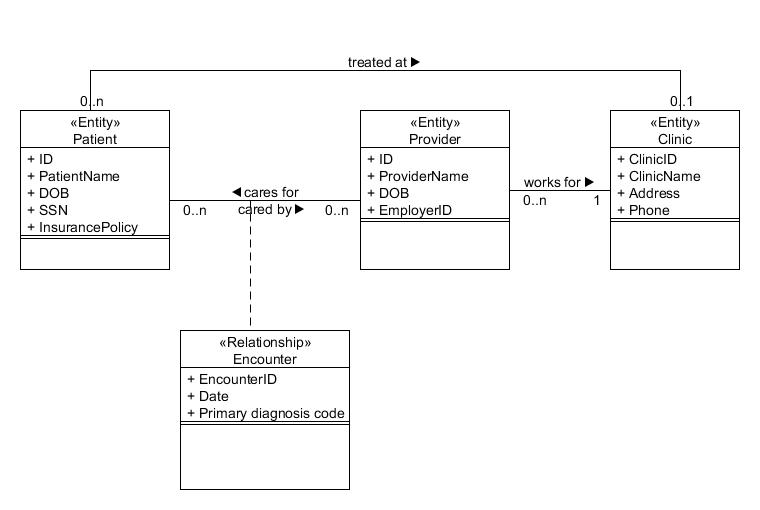 treated at ▶
0..n
0..1
«Entity»
Patient
+ ID
+ PatientName
+ DOB
+ SSN
+ InsurancePolicy
◀ cares for
cared by ▶
0..n
0..n
«Entity»
Provider
+ ID
+ ProviderName
+ DOB
+ EmployerID
works for ▶
0..n
1
«Entity»
Clinic
+ ClinicID
+ ClinicName
+ Address
+ Phone
«Relationship»
Encounter
+ EncounterID
+ Date
+ Primary diagnosis code